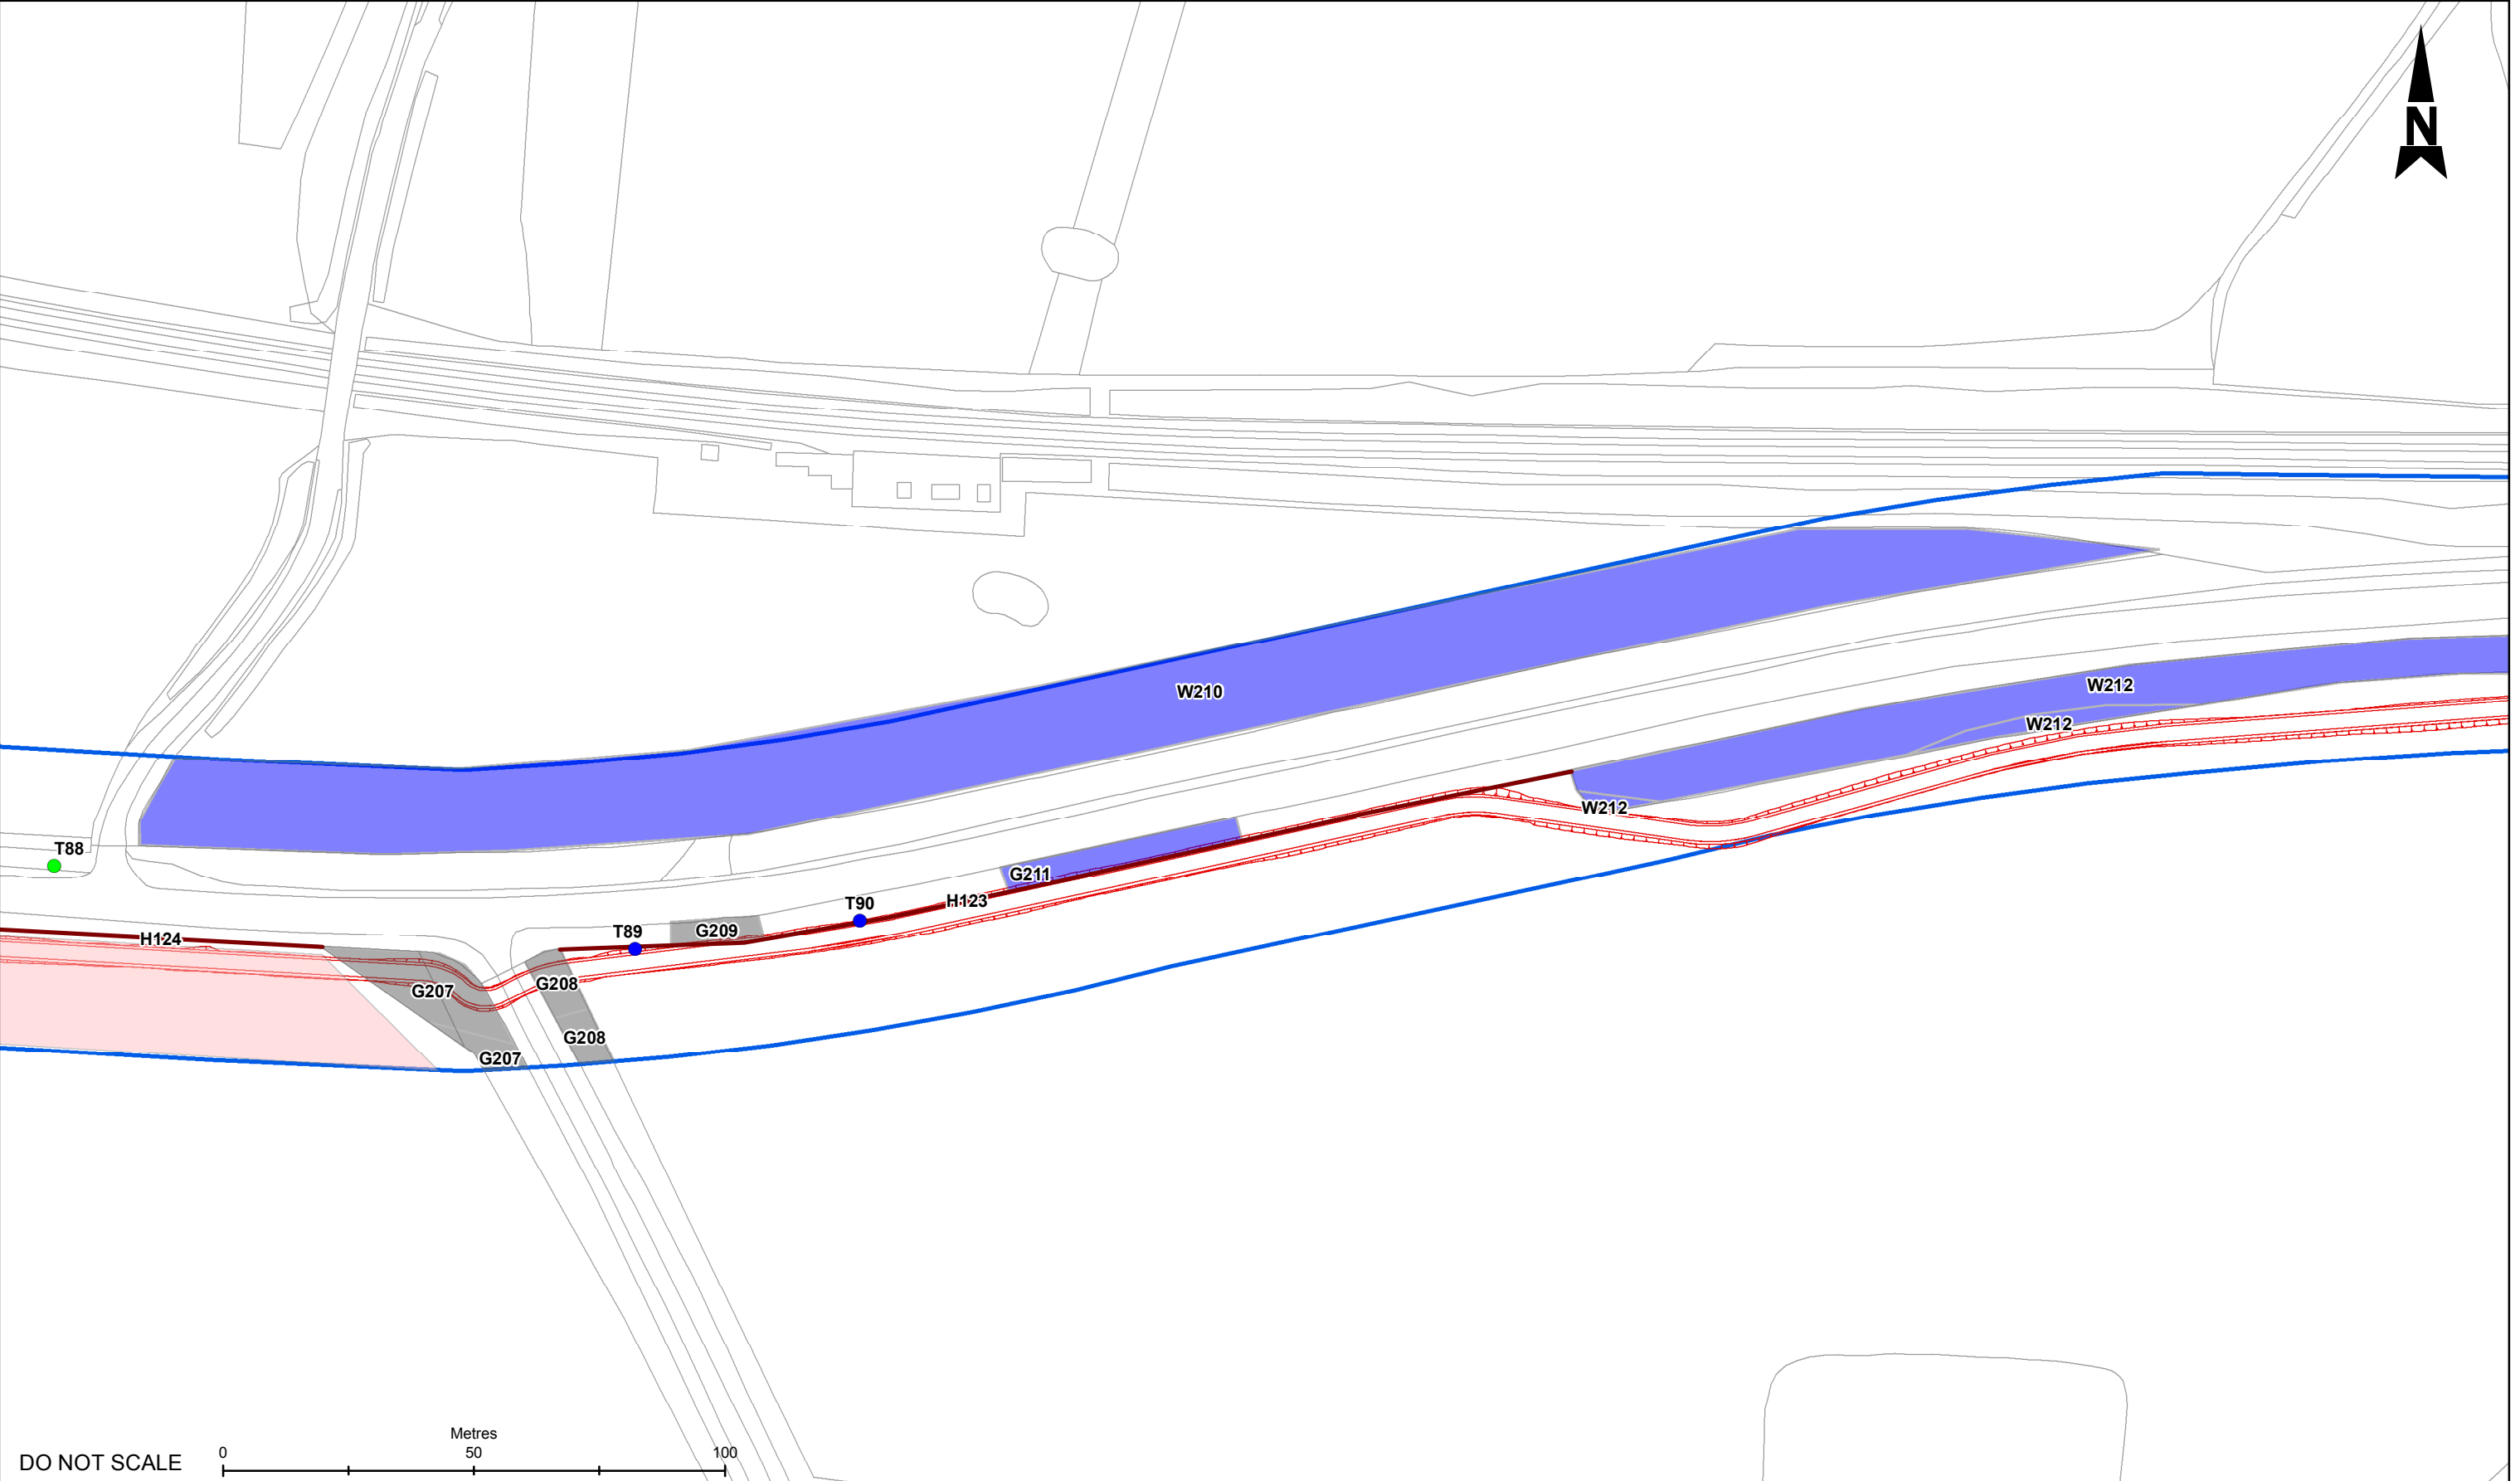 N
W210
W212
W212
W212
T88
G211
H123
T90
T89
G209
H124
G208
G207
G208
G207
Metres
0 50 100
DO NOT SCALE